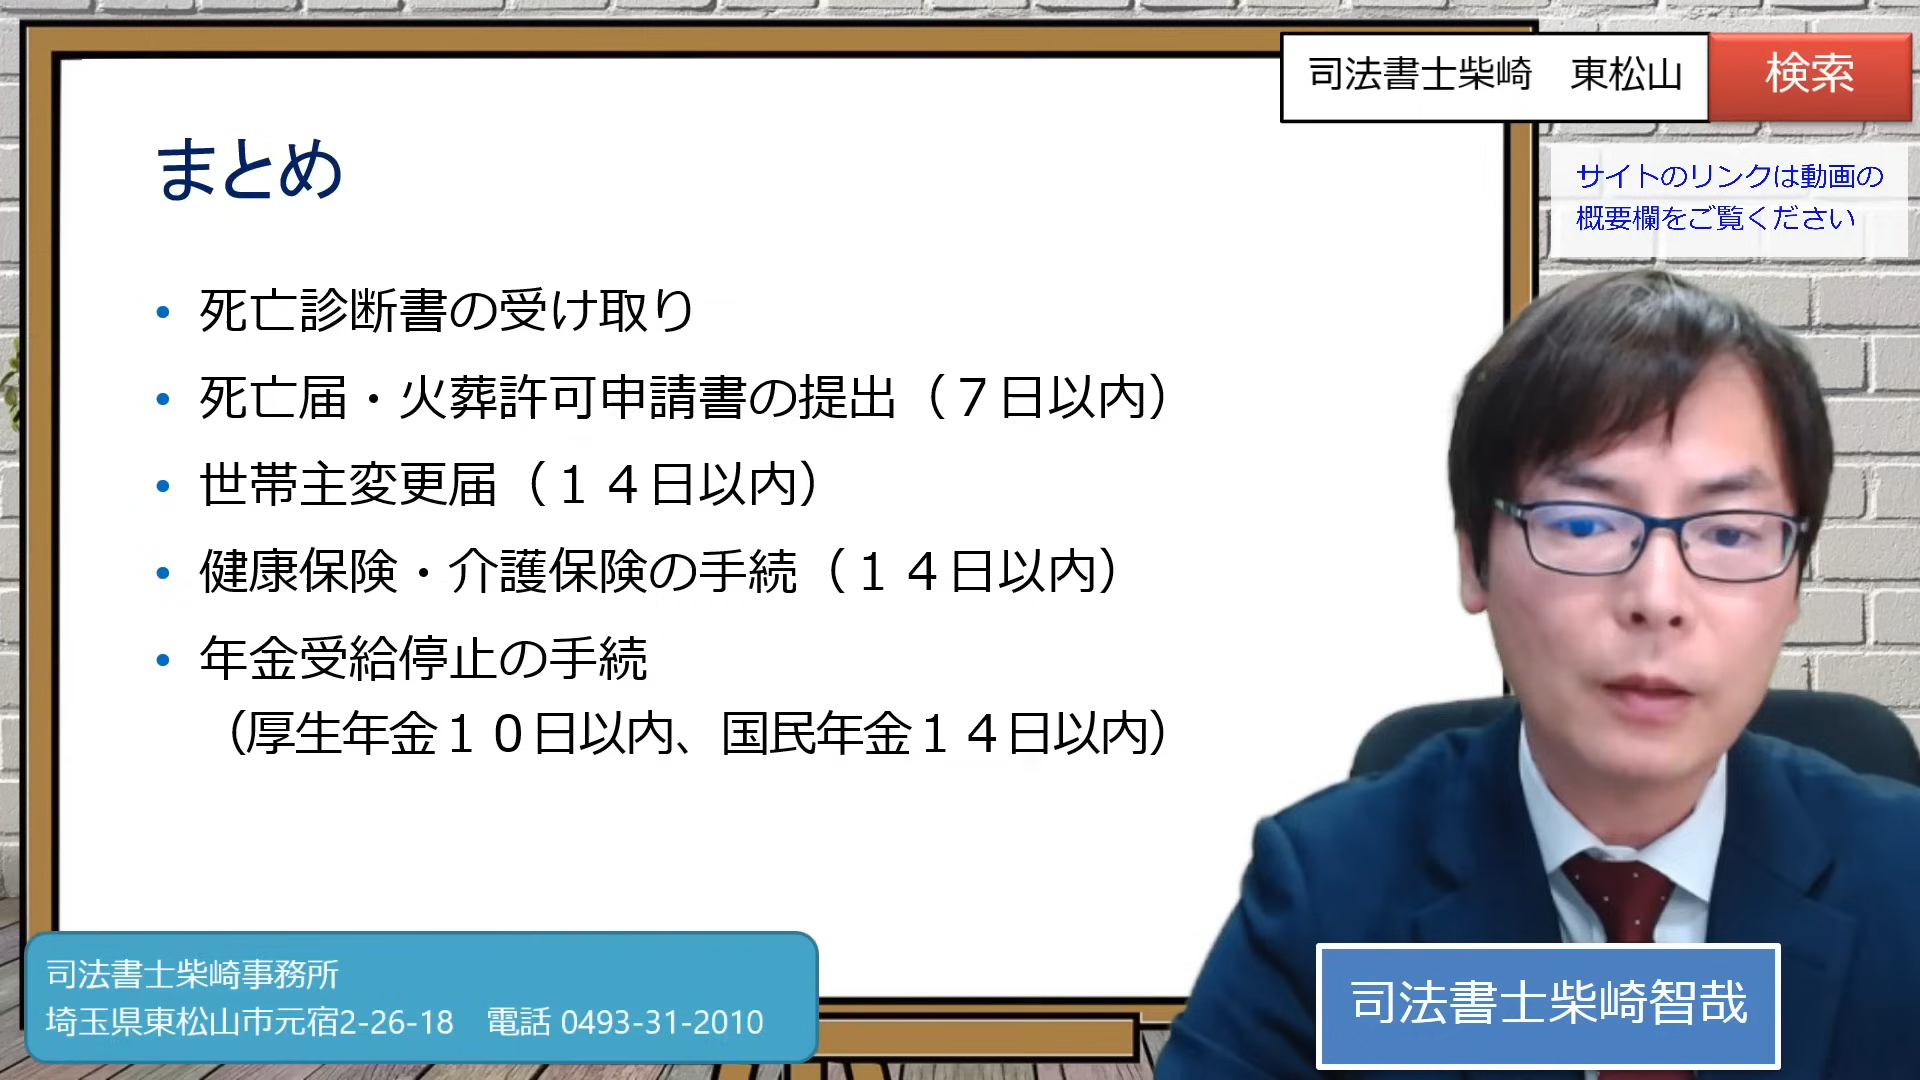 司法書士柴崎　東松山
検索
サイトのリンクは動画の
概要欄をご覧ください
まとめ
• 死亡診断書の受け取り
• 死亡届・火葬許可申請書の提出（７日以内）
• 世帯主変更届（１４日以内）
• 健康保険・介護保険の手続（１４日以内）
• 年金受給停止の手続
（厚生年金１０日以内、国民年金１４日以内）
司法書士柴崎事務所
埼玉県東松山市元宿2-26-18　電話 0493-31-2010
司法書士柴崎智哉